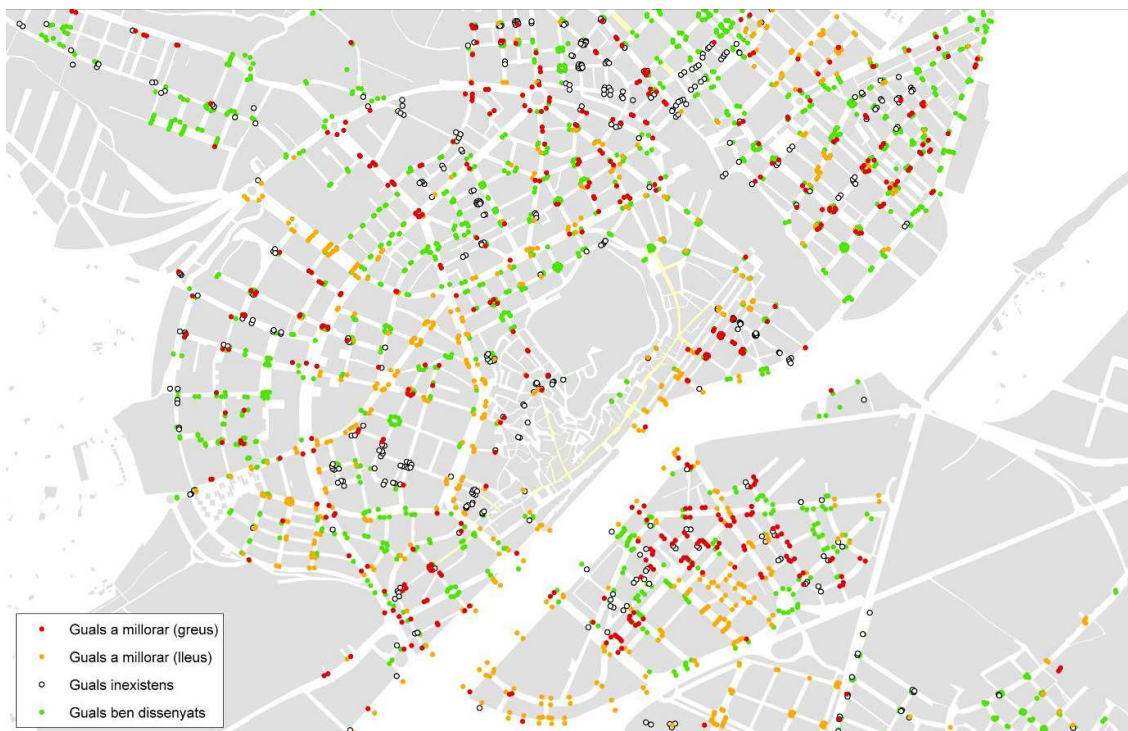 Guals a millorar (greus)
Guals a millorar (lleus)
Guals inexistens
Guals ben dissenyats